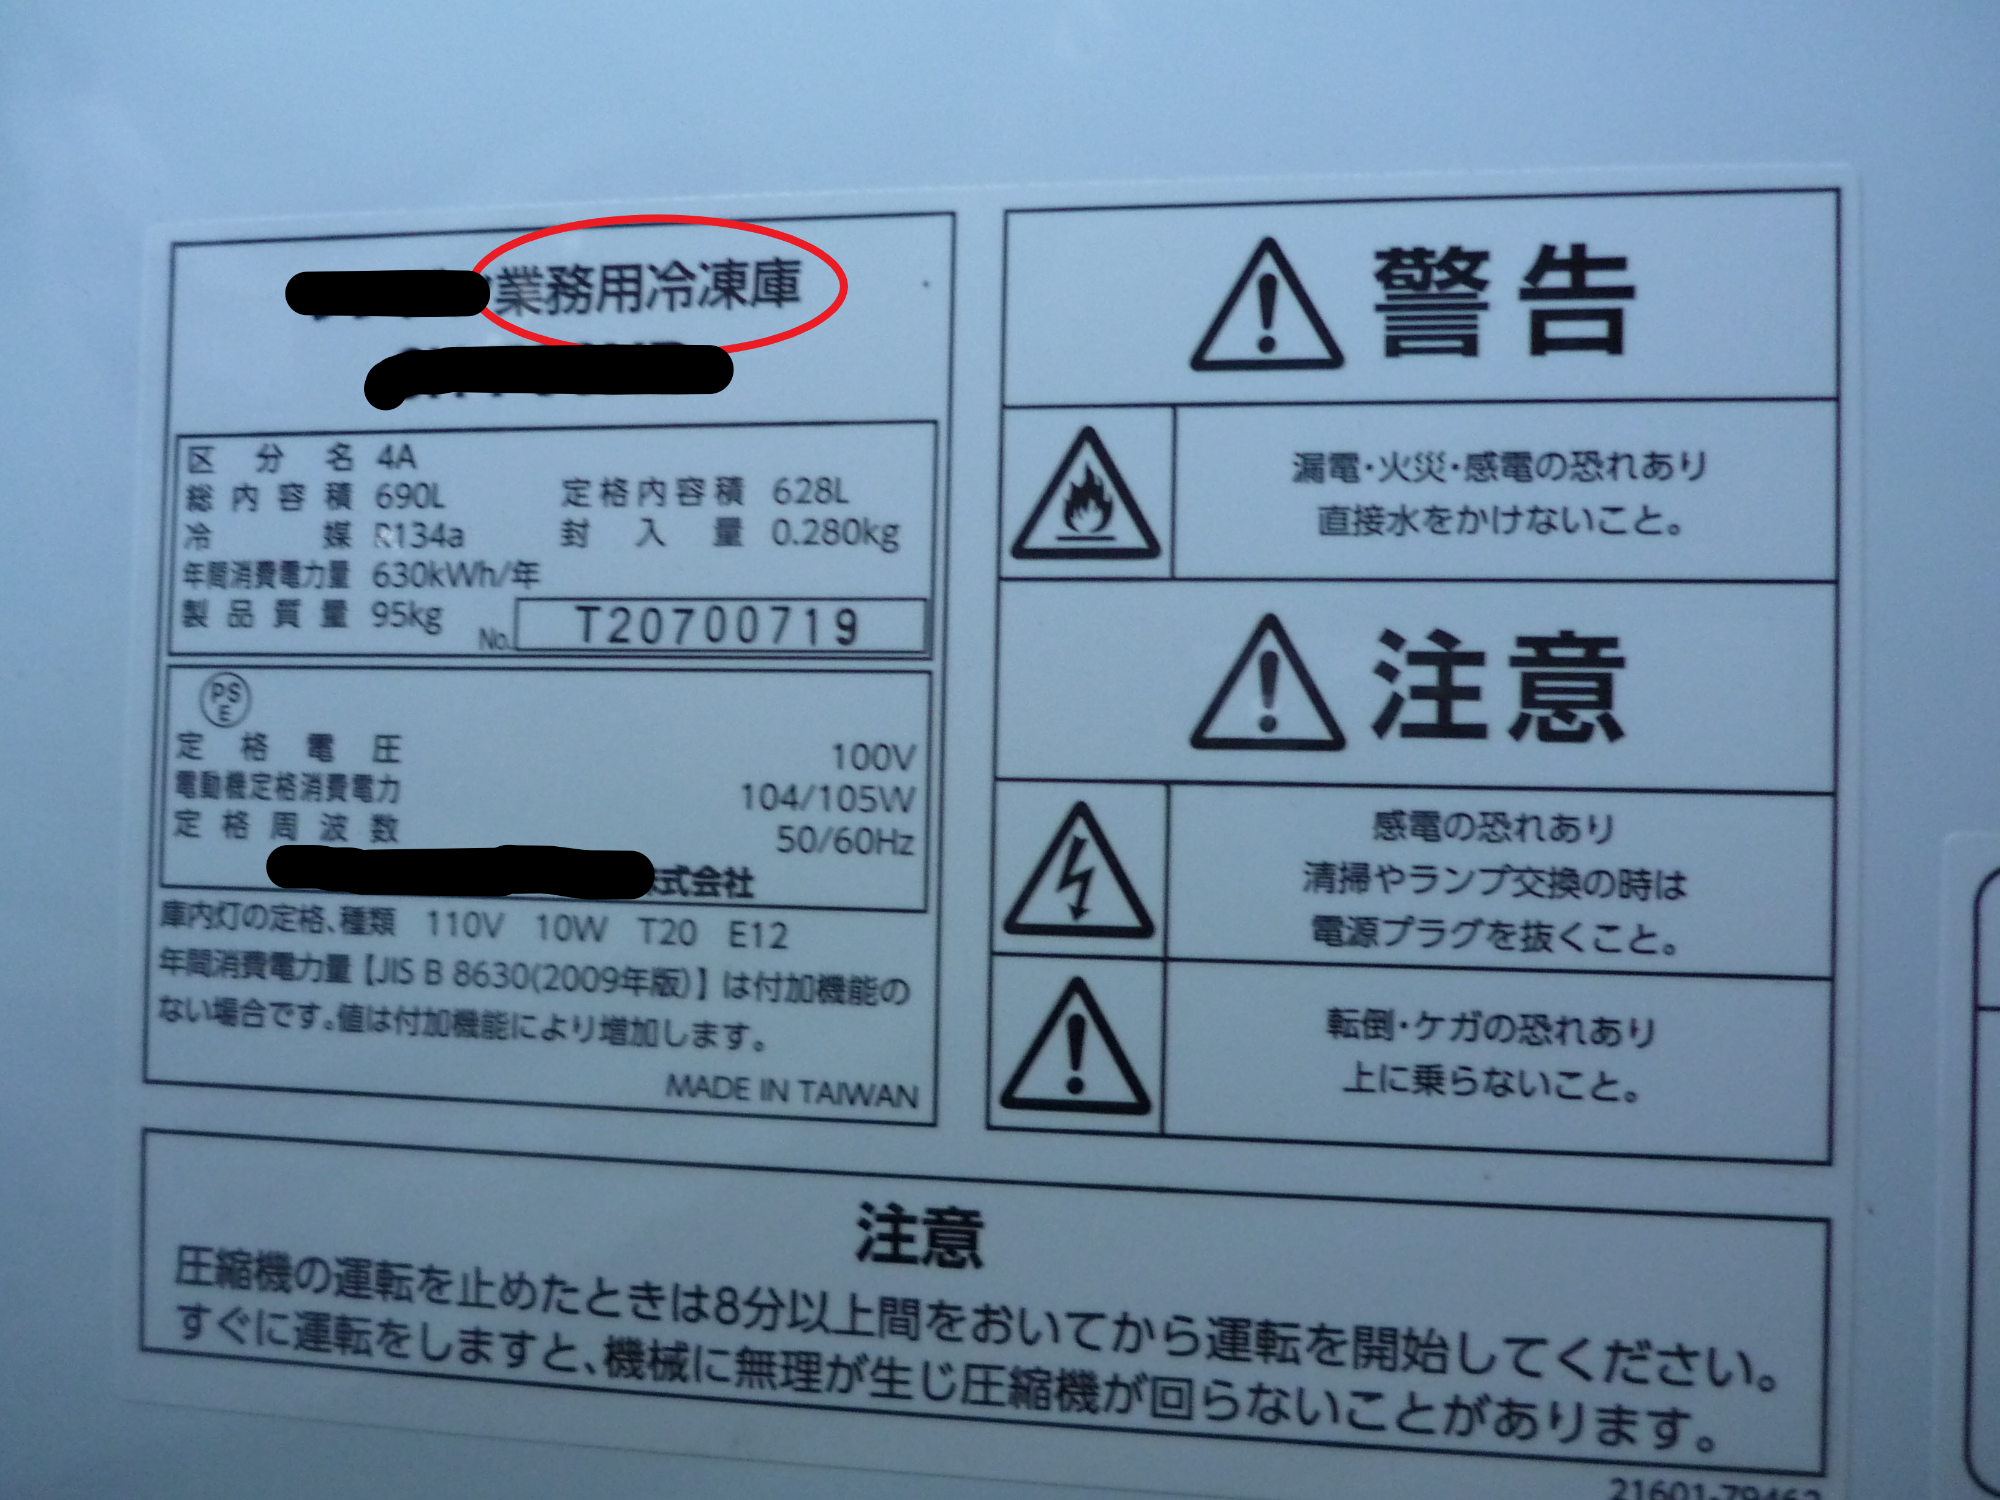 業務用冷凍庫
区分名 4A
総内容積 690L 定格内容積 628L
冷媒 R134a 封入量 0.280kg
年間消費電力量 630kWh/年
製品質量 95kg
No. T20700719
PSE
定格電圧 100V
電動機定格消費電力 104/105W
定格周波数 50/60Hz
式会社
庫内灯の定格、種類 110V 10W T20 E12
年間消費電力量【JIS B 8630(2009年版)】は付加機能の
ない場合です。値は付加機能により増加します。
MADE IN TAIWAN
警告
漏電・火災・感電の恐れあり
直接水をかけないこと。
注意
感電の恐れあり
清掃やランプ交換の時は
電源プラグを抜くこと。
転倒・ケガの恐れあり
上に乗らないこと。
注意
圧縮機の運転を止めたときは8分以上間をおいてから運転を開始してください。
すぐに運転をしますと、機械に無理が生じ圧縮機が回らないことがあります。